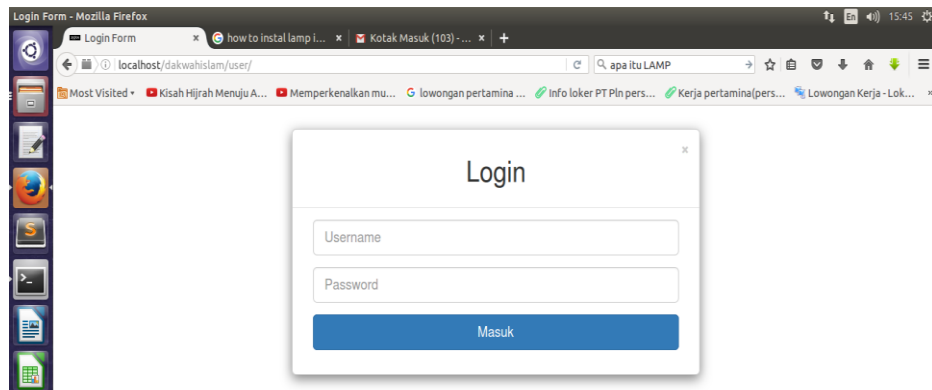 Login Form - Mozilla Firefox
En 15:45
Login Form × how to instal lamp i... × Kotak Masuk (103) -... × +
localhost/dakwahislam/user/ apa itu LAMP
Most Visited Kisah Hijrah Menuju A... Memperkenalkan mu... lowongan pertamina ... Info loker PT Pln pers... Kerja pertamina(pers... Lowongan Kerja - Lok... »
×
Login
Username
Password
Masuk